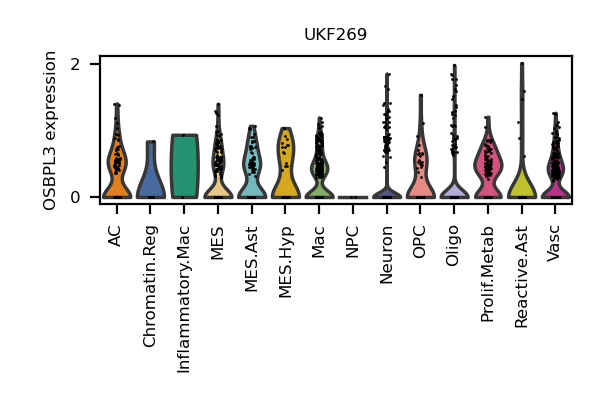 UKF269
OSBPL3 expression
2
0
AC
Chromatin.Reg
Inflammatory.Mac
MES
MES.Ast
MES.Hyp
Mac
NPC
Neuron
OPC
Oligo
Prolif.Metab
Reactive.Ast
Vasc